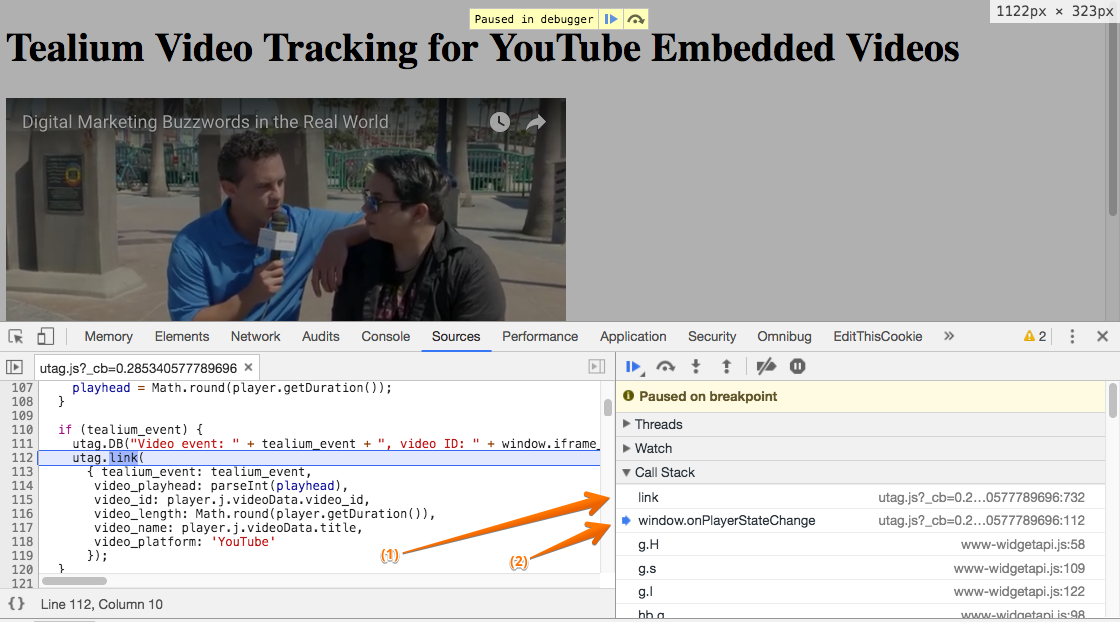 1122px × 323px
Paused in debugger
Tealium Video Tracking for YouTube Embedded Videos
Digital Marketing Buzzwords in the Real World
Memory Elements Network Audits Console Sources Performance Application Security Omnibug EditThisCookie » 2
utag.js?_cb=0.285340577789696 ×
107 playhead = Math.round(player.getDuration());
108 }
109
110 if (tealium_event) {
111 utag.DB("Video event: " + tealium_event + ", video ID: " + window.iframe_
112 utag.link(
113 { tealium_event: tealium_event,
114 video_playhead: parseInt(playhead),
115 video_id: player.j.videoData.video_id,
116 video_length: Math.round(player.getDuration()),
117 video_name: player.j.videoData.title,
118 video_platform: 'YouTube'
119 });
120 }
121
{} Line 112, Column 10
Paused on breakpoint
Threads
Watch
Call Stack
link utag.js?_cb=0.2…0577789696:732
window.onPlayerStateChange utag.js?_cb=0.2…0577789696:112
g.H www-widgetapi.js:58
g.s www-widgetapi.js:109
g.I www-widgetapi.js:122
hb.g www-widgetapi.js:98
(1)
(2)